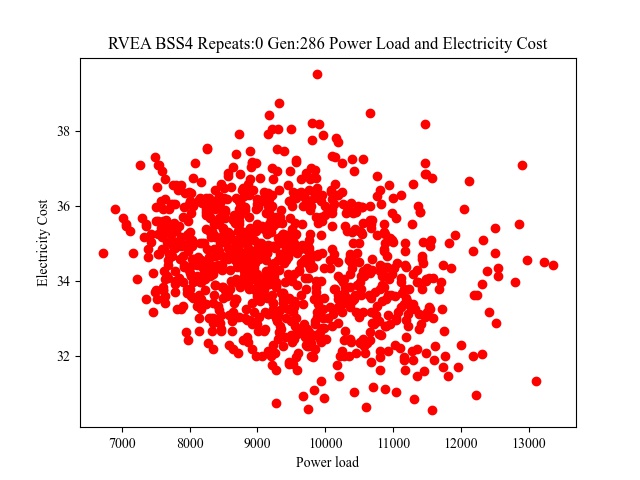 RVEA BSS4 Repeats:0 Gen:286 Power Load and Electricity Cost
38
36
34
32
Electricity Cost
7000 8000 9000 10000 11000 12000 13000
Power load